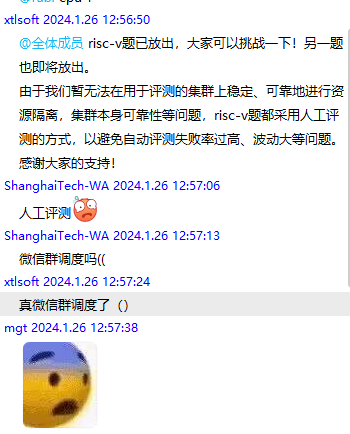 xtlsoft 2024.1.26 12:56:50
@全体成员 risc-v题已放出，大家可以挑战一下！另一题
也即将放出。
由于我们暂无法在用于评测的集群上稳定、可靠地进行资
源隔离，集群本身可靠性等问题，risc-v题都采用人工评
测的方式，以避免自动评测失败率过高、波动大等问题。
感谢大家的支持！
ShanghaiTech-WA 2024.1.26 12:57:06
人工评测
ShanghaiTech-WA 2024.1.26 12:57:13
微信群调度吗((
xtlsoft 2024.1.26 12:57:24
真微信群调度了（）
mgt 2024.1.26 12:57:38